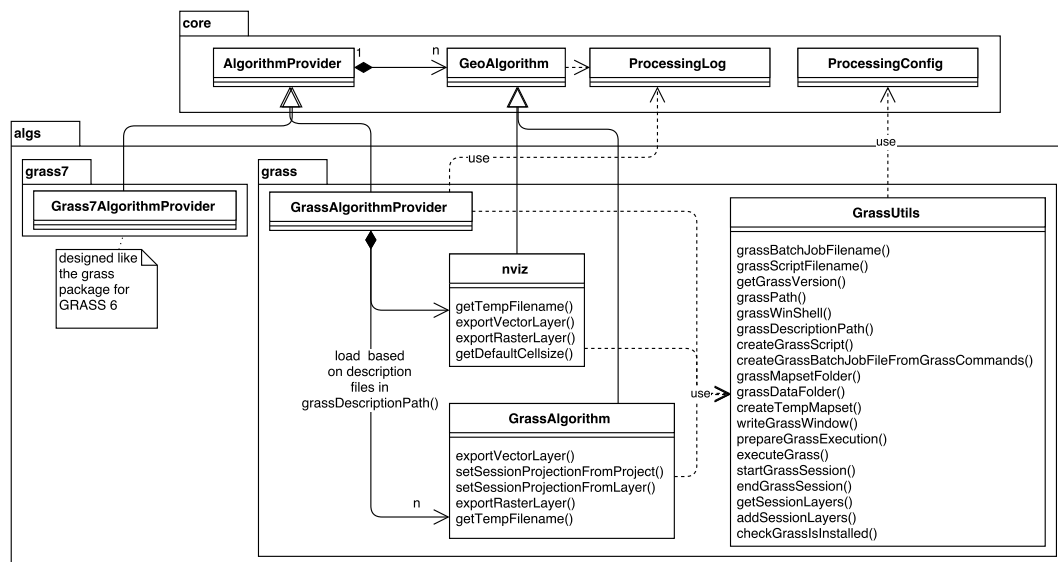 core
AlgorithmProvider
1
n
GeoAlgorithm
ProcessingLog
ProcessingConfig
algs
use
use
grass7
Grass7AlgorithmProvider
designed like
the grass
package for
GRASS 6
grass
GrassAlgorithmProvider
nviz
getTempFilename()
exportVectorLayer()
exportRasterLayer()
getDefaultCellsize()
load based
on description
files in
grassDescriptionPath()
n
use
GrassAlgorithm
exportVectorLayer()
setSessionProjectionFromProject()
setSessionProjectionFromLayer()
exportRasterLayer()
getTempFilename()
GrassUtils
grassBatchJobFilename()
grassScriptFilename()
getGrassVersion()
grassPath()
grassWinShell()
grassDescriptionPath()
createGrassScript()
createGrassBatchJobFileFromGrassCommands()
grassMapsetFolder()
grassDataFolder()
createTempMapset()
writeGrassWindow()
prepareGrassExecution()
executeGrass()
startGrassSession()
endGrassSession()
getSessionLayers()
addSessionLayers()
checkGrassIsInstalled()